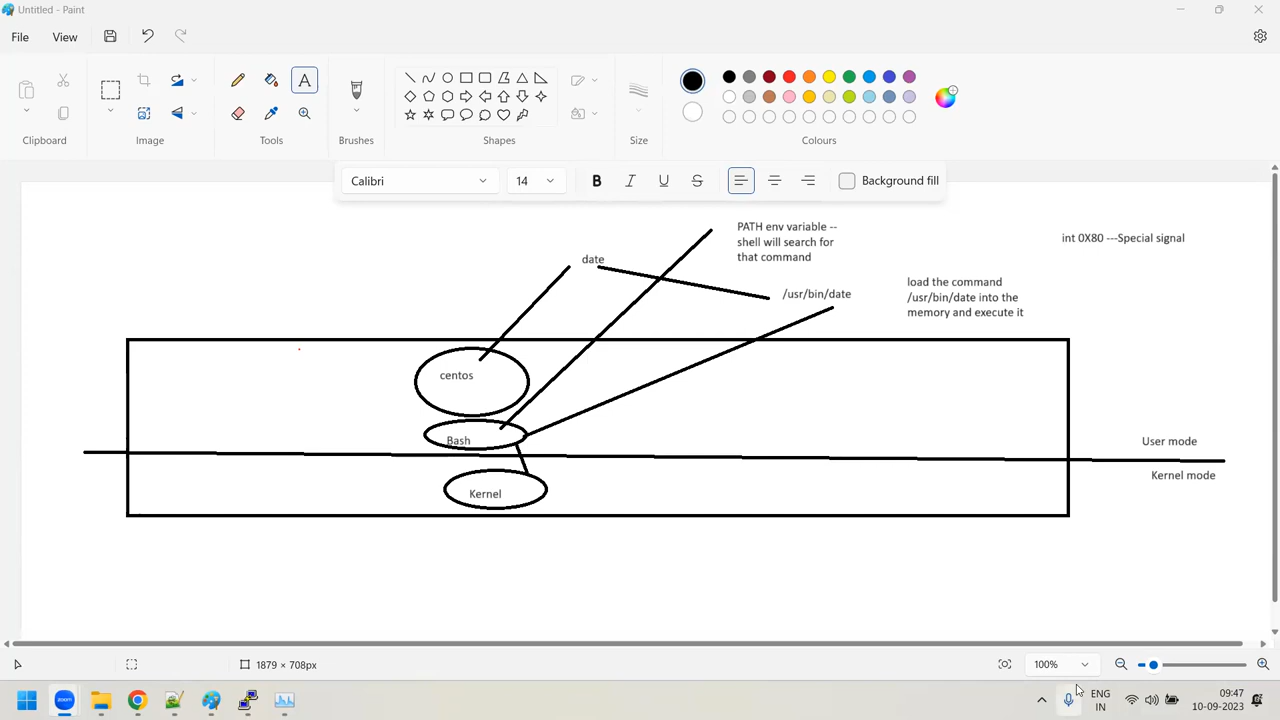 Untitled - Paint
File
View
Clipboard
Image
Tools
Brushes
Shapes
Size
Colours
A
Calibri
14
B
I
U
S
Background fill
PATH env variable --
shell will search for
that command
int 0X80 ---Special signal
date
/usr/bin/date
load the command
/usr/bin/date into the
memory and execute it
centos
Bash
User mode
Kernel mode
Kernel
1879 × 708px
100%
zoom
ENG
IN
09:47
10-09-2023